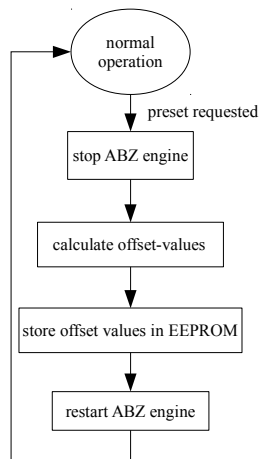 normal
operation
preset requested
stop ABZ engine
calculate offset-values
store offset values in EEPROM
restart ABZ engine